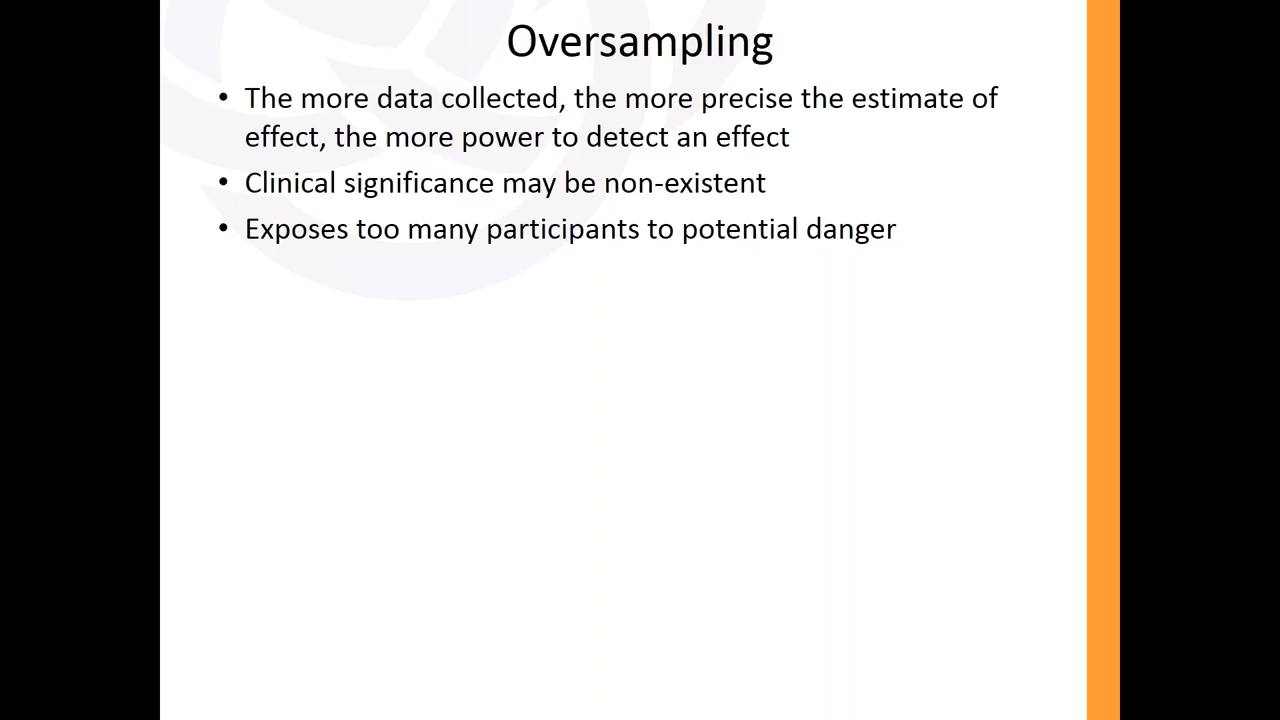 Oversampling
• The more data collected, the more precise the estimate of
effect, the more power to detect an effect
• Clinical significance may be non-existent
• Exposes too many participants to potential danger